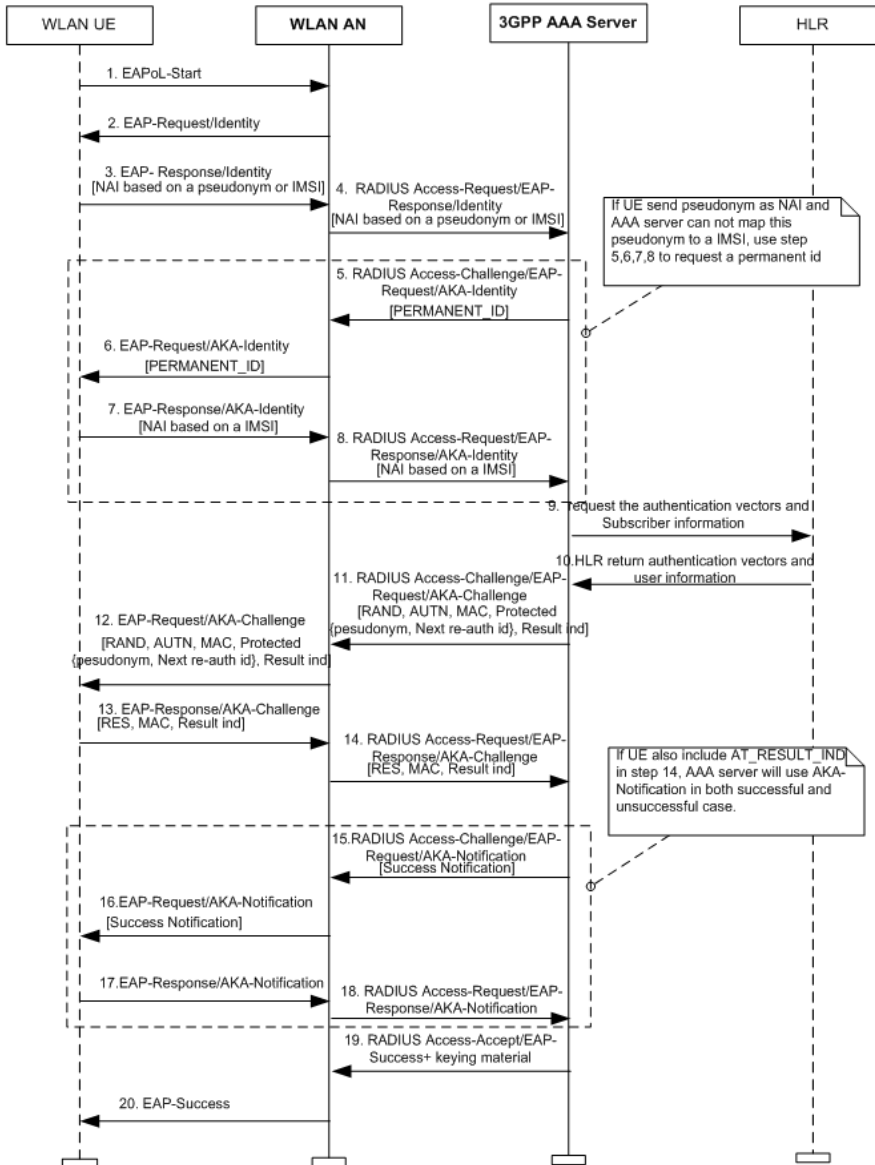 WLAN UE
WLAN AN
3GPP AAA Server
HLR
1. EAPoL-Start
2. EAP-Request/Identity
3. EAP- Response/Identity
[NAI based on a pseudonym or IMSI]
4. RADIUS Access-Request/EAP-
Response/Identity
[NAI based on a pseudonym or IMSI]
If UE send pseudonym as NAI and
AAA server can not map this
pseudonym to a IMSI, use step
5,6,7,8 to request a permanent id
5. RADIUS Access-Challenge/EAP-
Request/AKA-Identity
[PERMANENT_ID]
6. EAP-Request/AKA-Identity
[PERMANENT_ID]
7. EAP-Response/AKA-Identity
[NAI based on a IMSI]
8. RADIUS Access-Request/EAP-
Response/AKA-Identity
[NAI based on a IMSI]
9. request the authentication vectors and
Subscriber information
10.HLR return authentication vectors and
user information
11. RADIUS Access-Challenge/EAP-
Request/AKA-Challenge
[RAND, AUTN, MAC, Protected
{pesudonym, Next re-auth id}, Result ind]
12. EAP-Request/AKA-Challenge
[RAND, AUTN, MAC, Protected
{pesudonym, Next re-auth id}, Result ind]
13. EAP-Response/AKA-Challenge
[RES, MAC, Result ind]
14. RADIUS Access-Request/EAP-
Response/AKA-Challenge
[RES, MAC, Result ind]
If UE also include AT_RESULT_IND
in step 14, AAA server will use AKA-
Notification in both successful and
unsuccessful case.
15.RADIUS Access-Challenge/EAP-
Request/AKA-Notification
[Success Notification]
16.EAP-Request/AKA-Notification
[Success Notification]
17.EAP-Response/AKA-Notification
18. RADIUS Access-Request/EAP-
Response/AKA-Notification
19. RADIUS Access-Accept/EAP-
Success+ keying material
20. EAP-Success